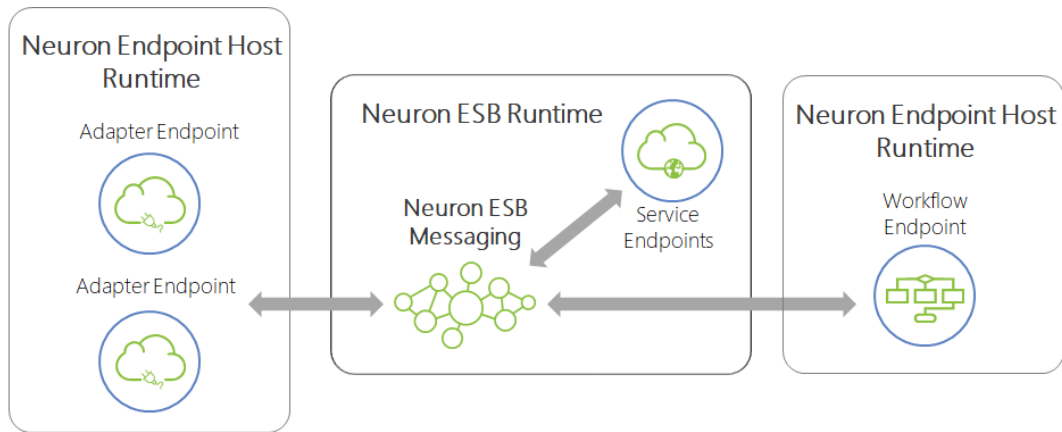 Neuron Endpoint Host
Runtime
Adapter Endpoint
Adapter Endpoint
Neuron ESB Runtime
Neuron ESB
Messaging
Service
Endpoints
Neuron Endpoint Host
Runtime
Workflow
Endpoint